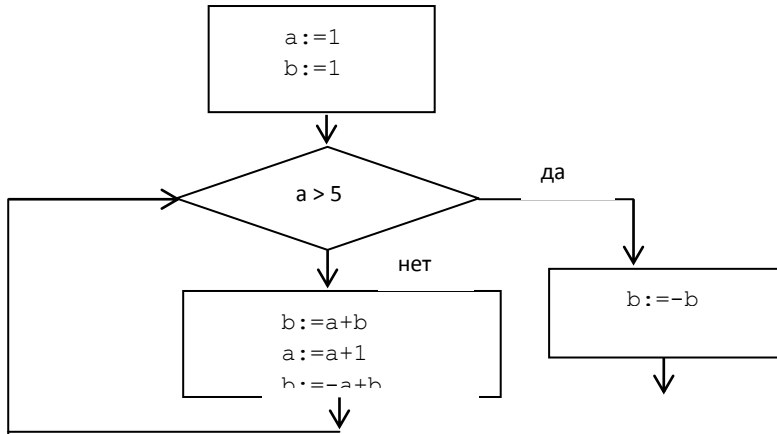 a:=1
b:=1
a > 5
да
нет
b:=a+b
a:=a+1
b:=-a+b
b:=-b